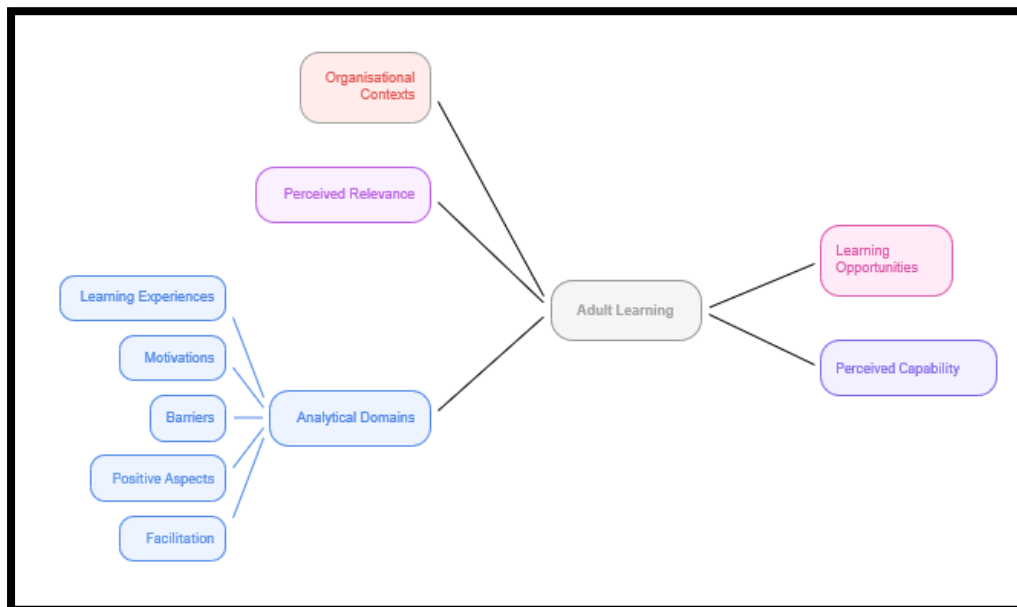 Organisational
Contexts
Perceived Relevance
Learning Experiences
Motivations
Barriers
Positive Aspects
Facilitation
Analytical Domains
Adult Learning
Learning
Opportunities
Perceived Capability